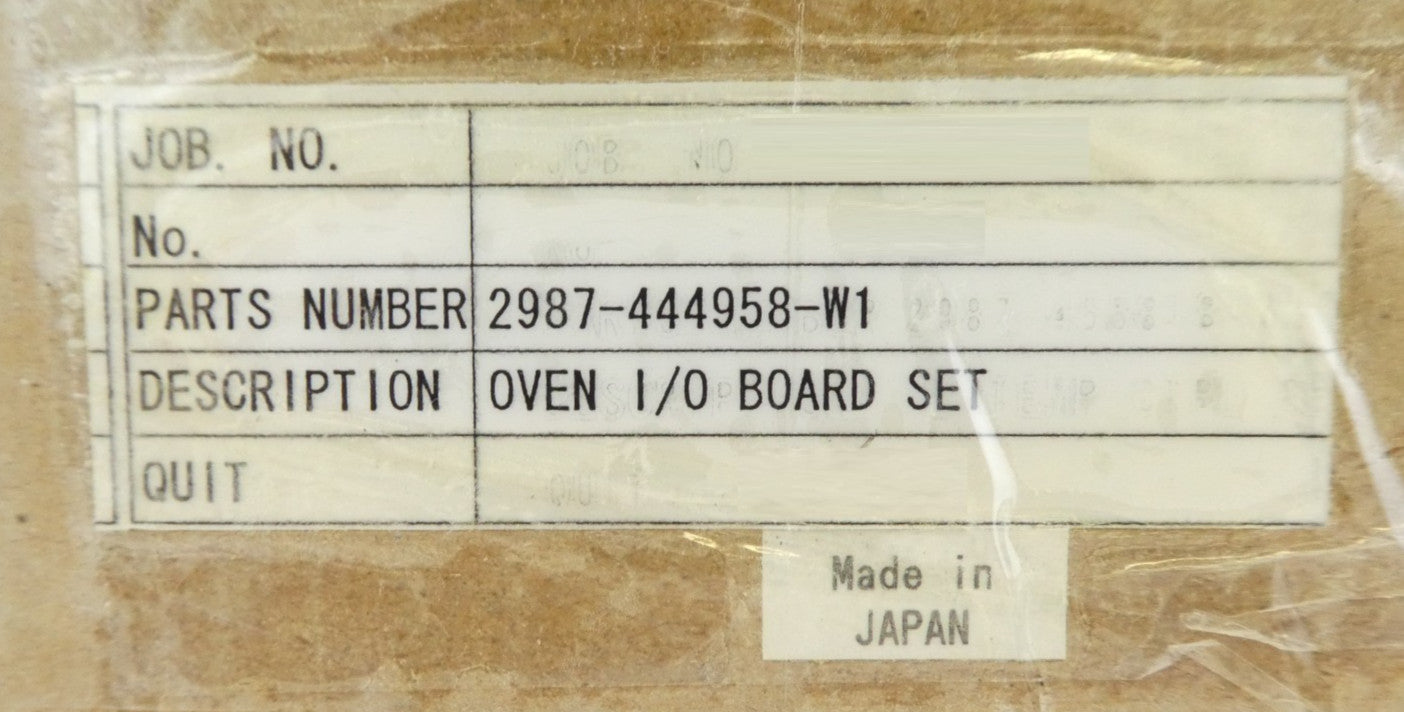 JOB. NO.
No.
PARTS NUMBER 2987-444958-W1
DESCRIPTION OVEN I/O BOARD SET
QUIT
Made in
JAPAN